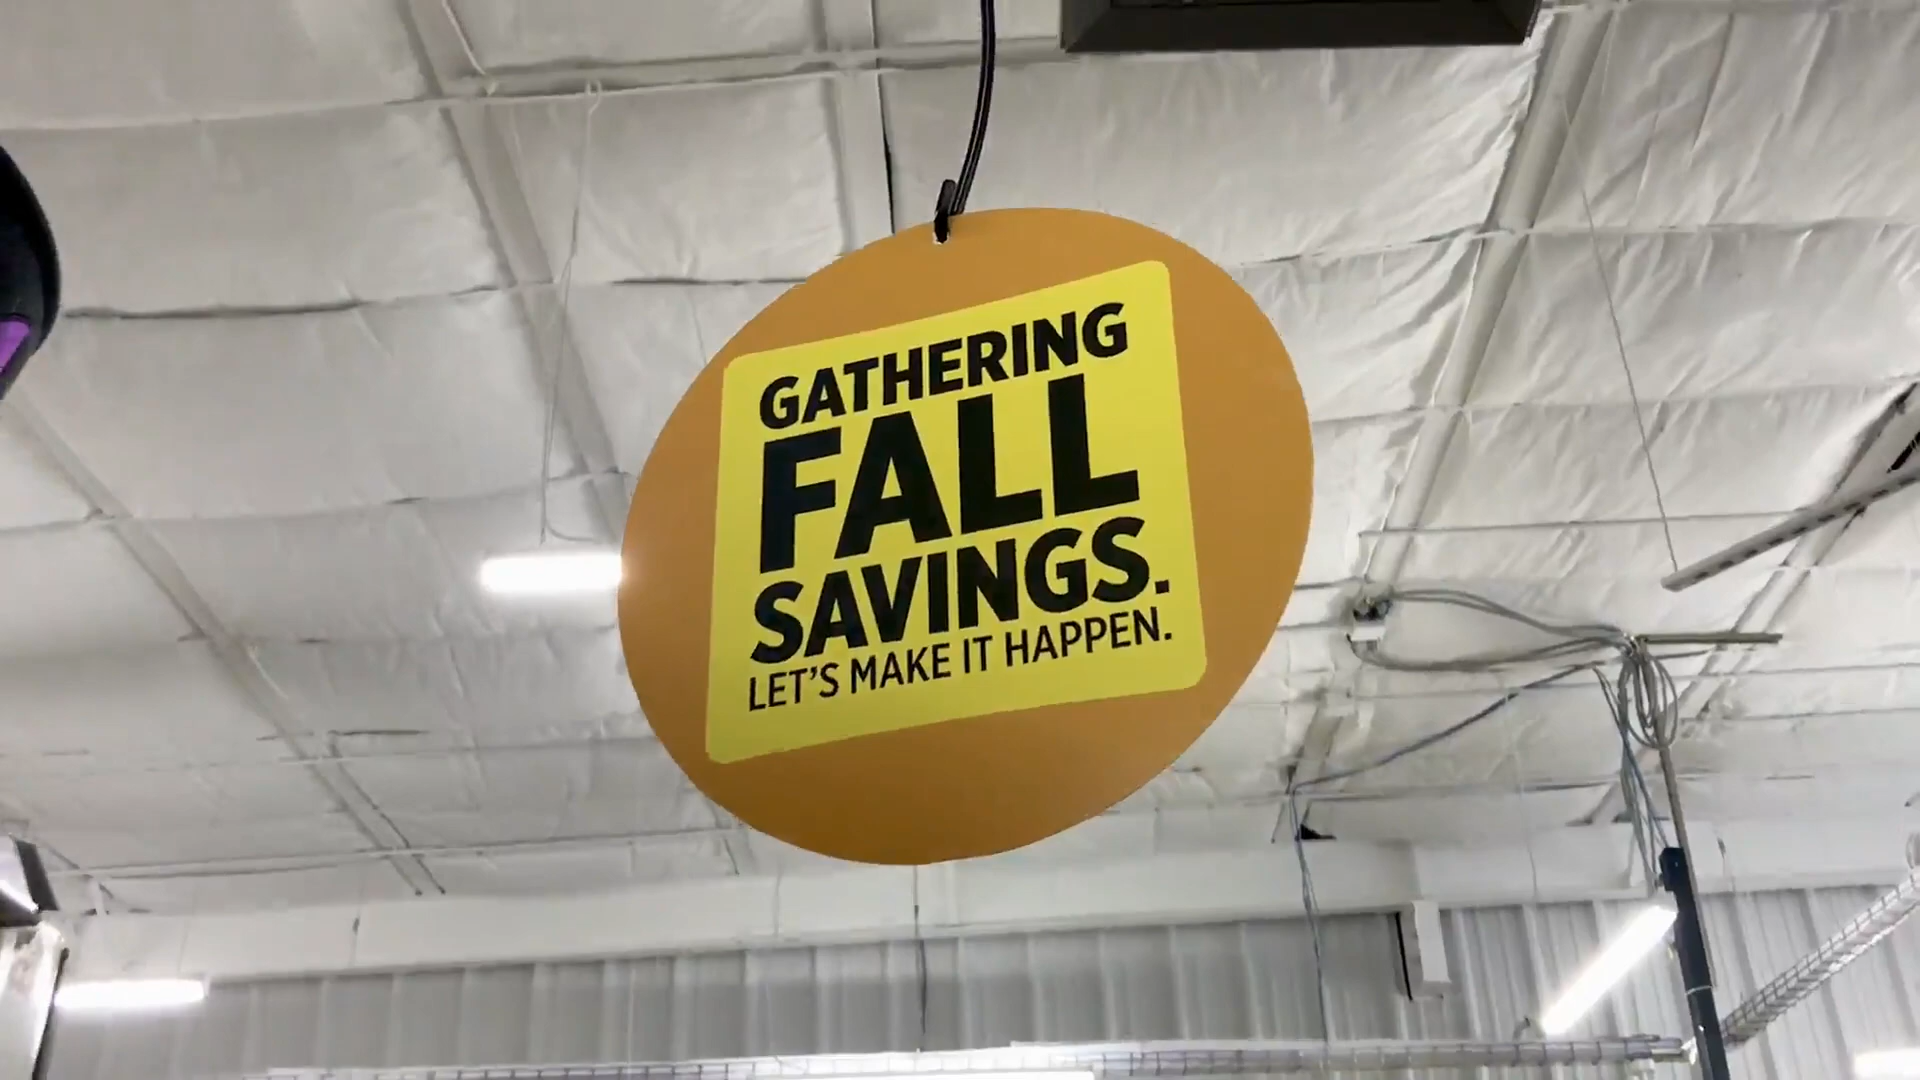 GATHERING
FALL
SAVINGS.
LET'S MAKE IT HAPPEN.